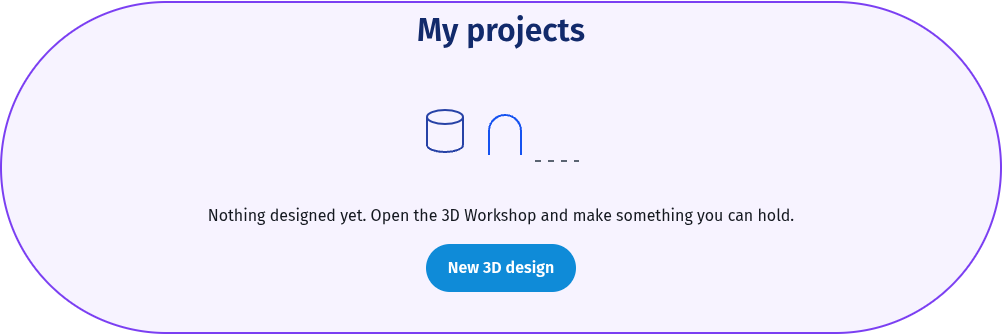 My projects
Nothing designed yet. Open the 3D Workshop and make something you can hold.
New 3D design